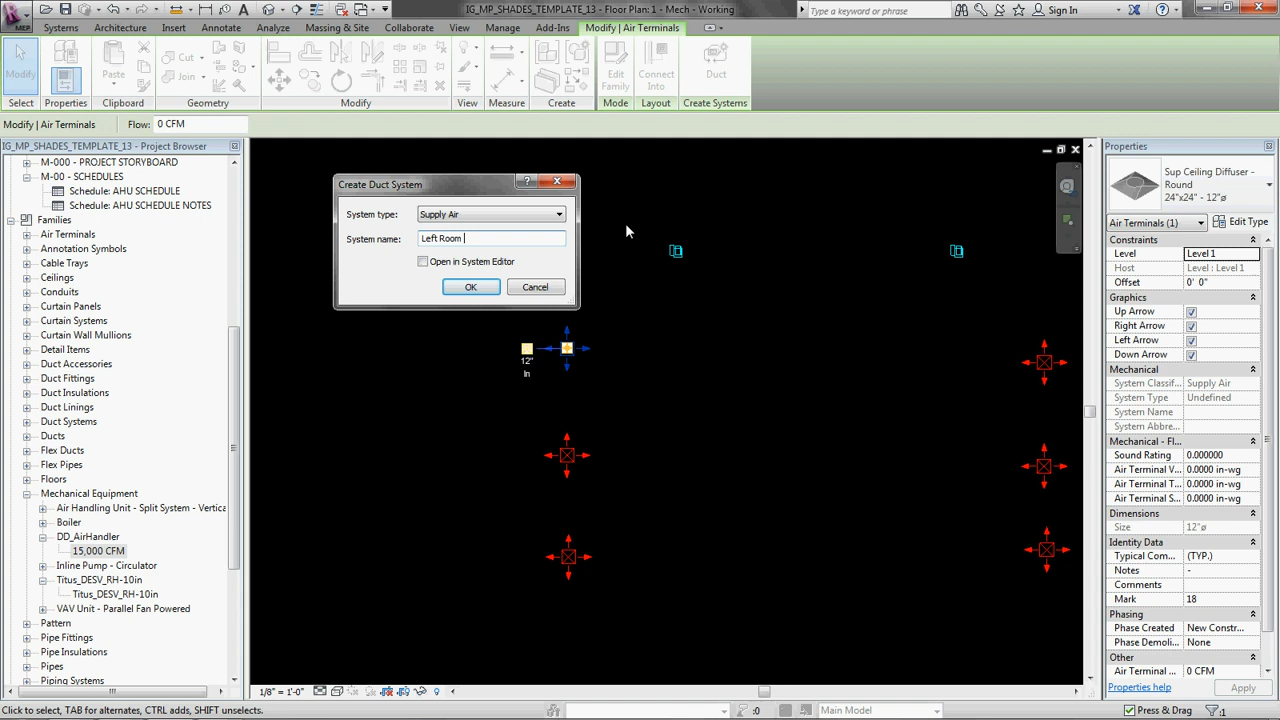 IG_MP_SHADES_TEMPLATE_13 - Floor Plan: 1 - Mech - Working
Type a keyword or phrase
Sign In
MEP
Systems
Architecture
Insert
Annotate
Analyze
Massing & Site
Collaborate
View
Manage
Add-Ins
Modify | Air Terminals
Modify
Paste
Cut
Join
Edit Family
Connect Into
Duct
Select
Properties
Clipboard
Geometry
Modify
View
Measure
Create
Mode
Layout
Create Systems
Modify | Air Terminals
Flow: 0 CFM
IG_MP_SHADES_TEMPLATE_13 - Project Browser
M-000 - PROJECT STORYBOARD
M-00 - SCHEDULES
Schedule: AHU SCHEDULE
Schedule: AHU SCHEDULE NOTES
Families
Air Terminals
Annotation Symbols
Cable Trays
Ceilings
Conduits
Curtain Panels
Curtain Systems
Curtain Wall Mullions
Detail Items
Duct Accessories
Duct Fittings
Duct Insulations
Duct Linings
Duct Systems
Ducts
Flex Ducts
Flex Pipes
Floors
Mechanical Equipment
Air Handling Unit - Split System - Vertica
Boiler
DD_AirHandler
15,000 CFM
Inline Pump - Circulator
Titus_DESV_RH-10in
Titus_DESV_RH-10in
VAV Unit - Parallel Fan Powered
Pattern
Pipe Fittings
Pipe Insulations
Pipes
Piping Systems
Create Duct System
System type: Supply Air
System name: Left Room
Open in System Editor
OK
Cancel
12"
In
Properties
Sup Ceiling Diffuser - Round
24"x24" - 12"ø
Air Terminals (1)
Edit Type
Constraints
Level Level 1
Host Level : Level 1
Offset 0' 0"
Graphics
Up Arrow
Right Arrow
Left Arrow
Down Arrow
Mechanical
System Classif... Supply Air
System Type Undefined
System Name
System Abbre...
Mechanical - Fl...
Sound Rating 0.000000
Air Terminal V... 0.0000 in-wg
Air Terminal T... 0.0000 in-wg
Air Terminal S... 0.0000 in-wg
Dimensions
Size 12"ø
Identity Data
Typical Com... (TYP.)
Notes -
Comments
Mark 18
Phasing
Phase Created New Constr...
Phase Demoli... None
Other
Air Terminal ... 0 CFM
Properties help
Apply
1/8" = 1'-0"
Click to select, TAB for alternates, CTRL adds, SHIFT unselects.
:0
Main Model
Press & Drag
:1